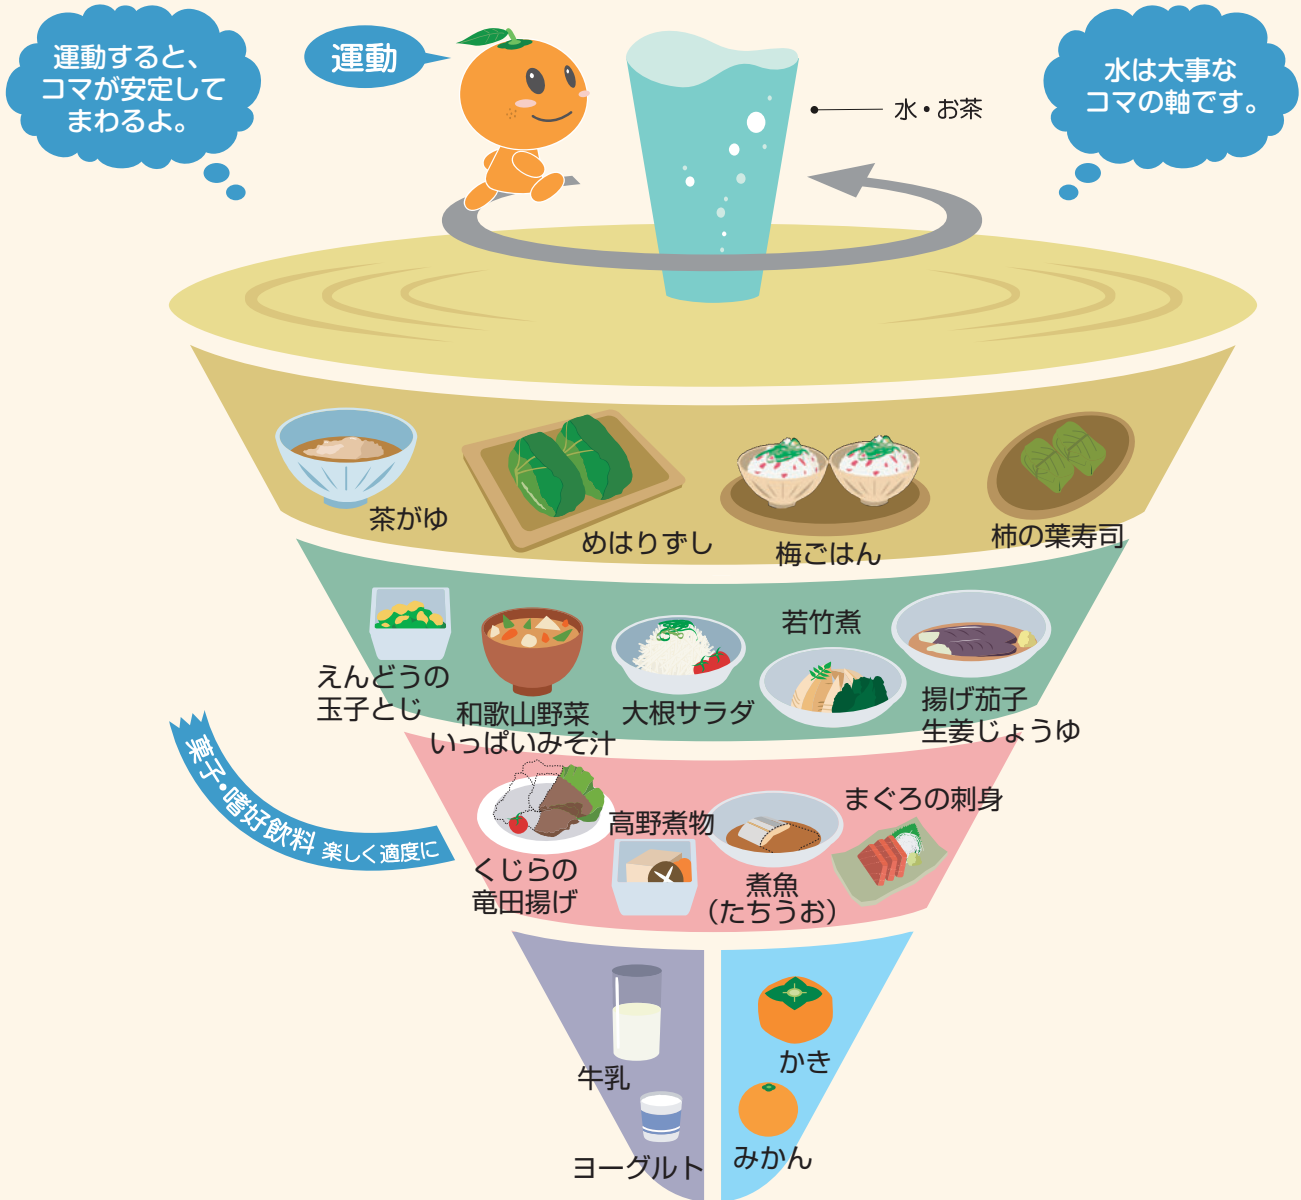 運動すると、
コマが安定して
まわるよ。
運動
水・お茶
水は大事な
コマの軸です。
茶がゆ
めはりずし
梅ごはん
柿の葉寿司
えんどうの
玉子とじ
和歌山野菜
いっぱいみそ汁
大根サラダ
若竹煮
揚げ茄子
生姜じょうゆ
菓子・嗜好飲料 楽しく適度に
くじらの
竜田揚げ
高野煮物
煮魚
（たちうお）
まぐろの刺身
牛乳
ヨーグルト
かき
みかん